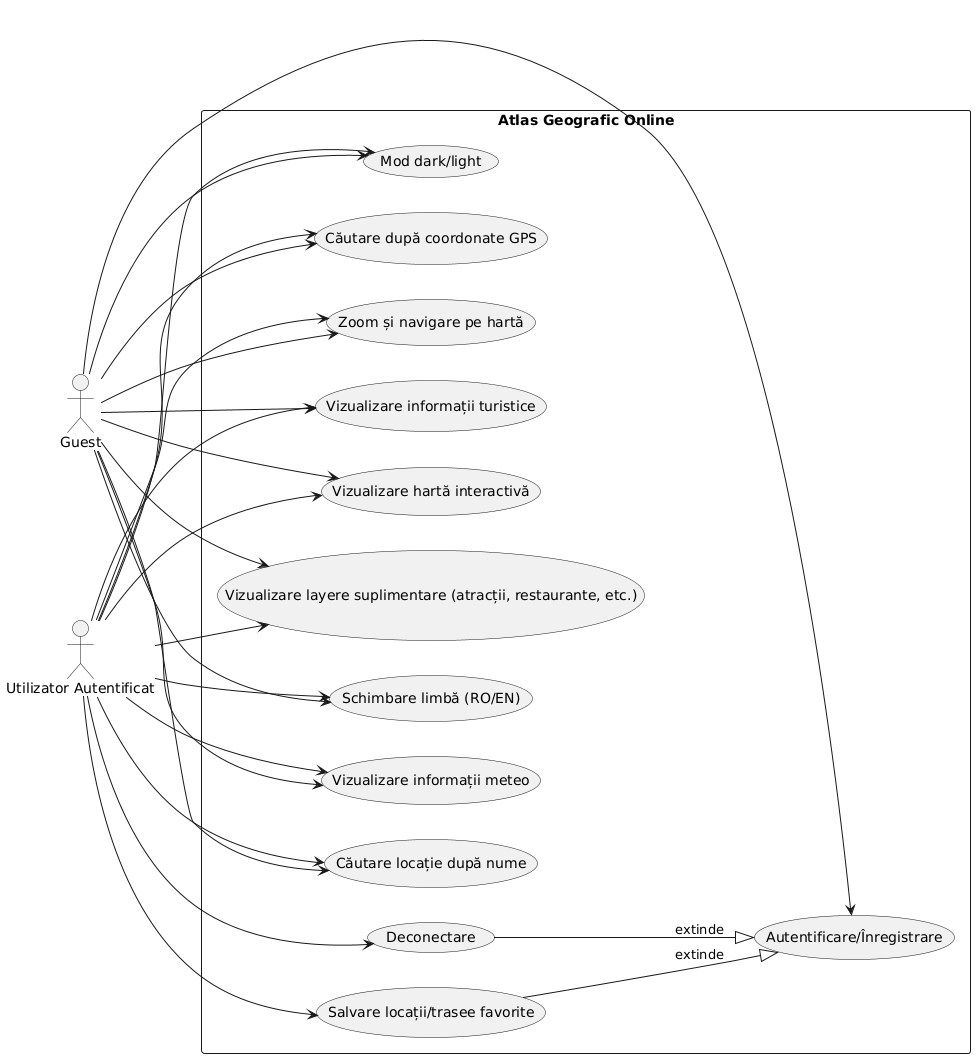 Atlas Geografic Online
Mod dark/light
Căutare după coordonate GPS
Zoom și navigare pe hartă
Vizualizare informații turistice
Guest
Vizualizare hartă interactivă
Vizualizare layere suplimentare (atracții, restaurante, etc.)
Utilizator Autentificat
Schimbare limbă (RO/EN)
Vizualizare informații meteo
Căutare locație după nume
Deconectare
extinde
Autentificare/Înregistrare
extinde
Salvare locații/trasee favorite